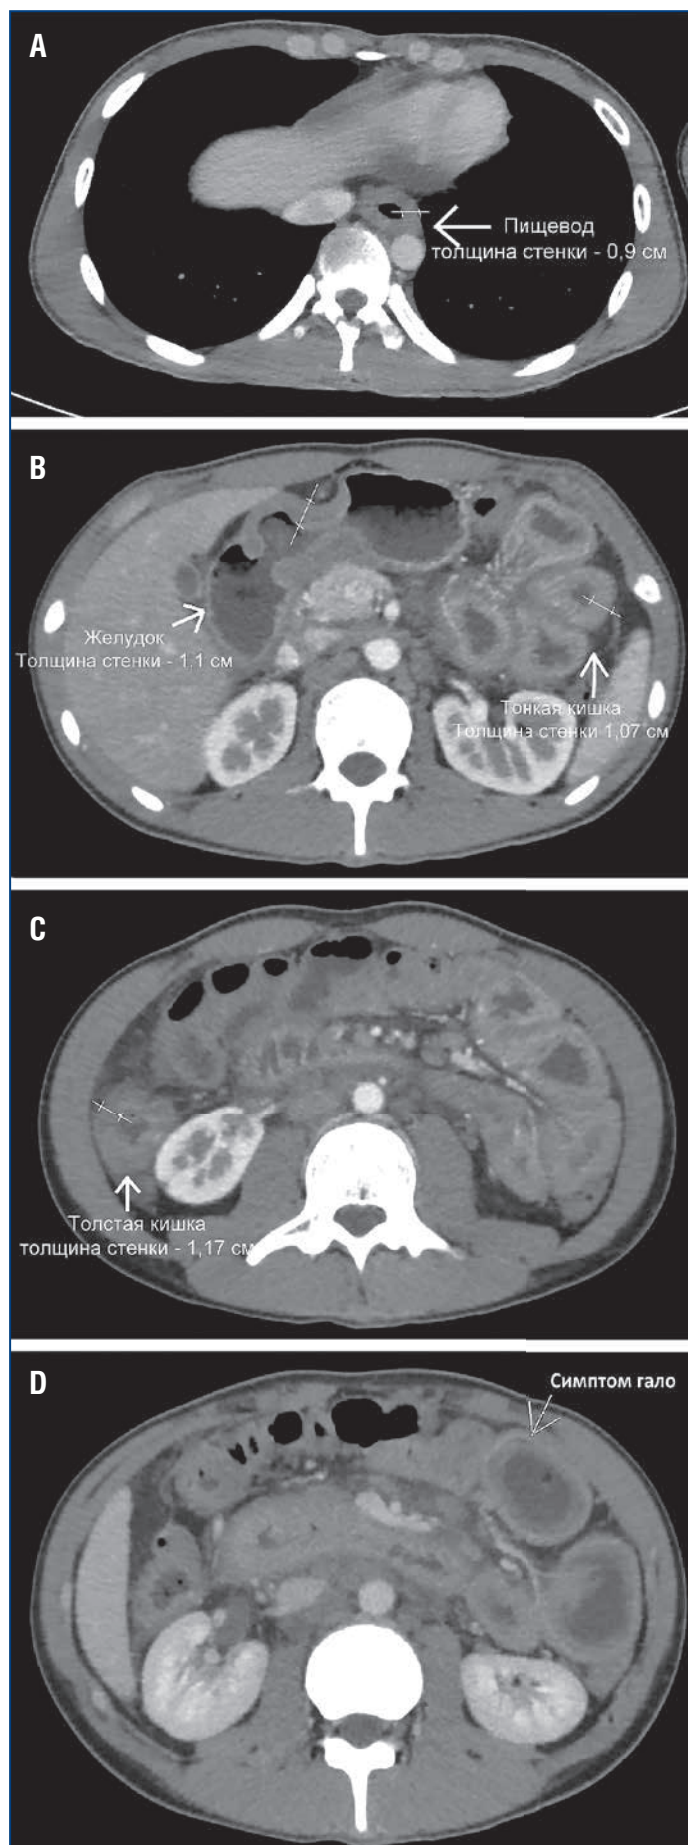 A
Пищевод
толщина стенки - 0,9 см
B
Желудок
Толщина стенки - 1,1 см
Тонкая кишка
Толщина стенки 1,07 см
C
Толстая кишка
толщина стенки - 1,17 см
D
Симптом гало